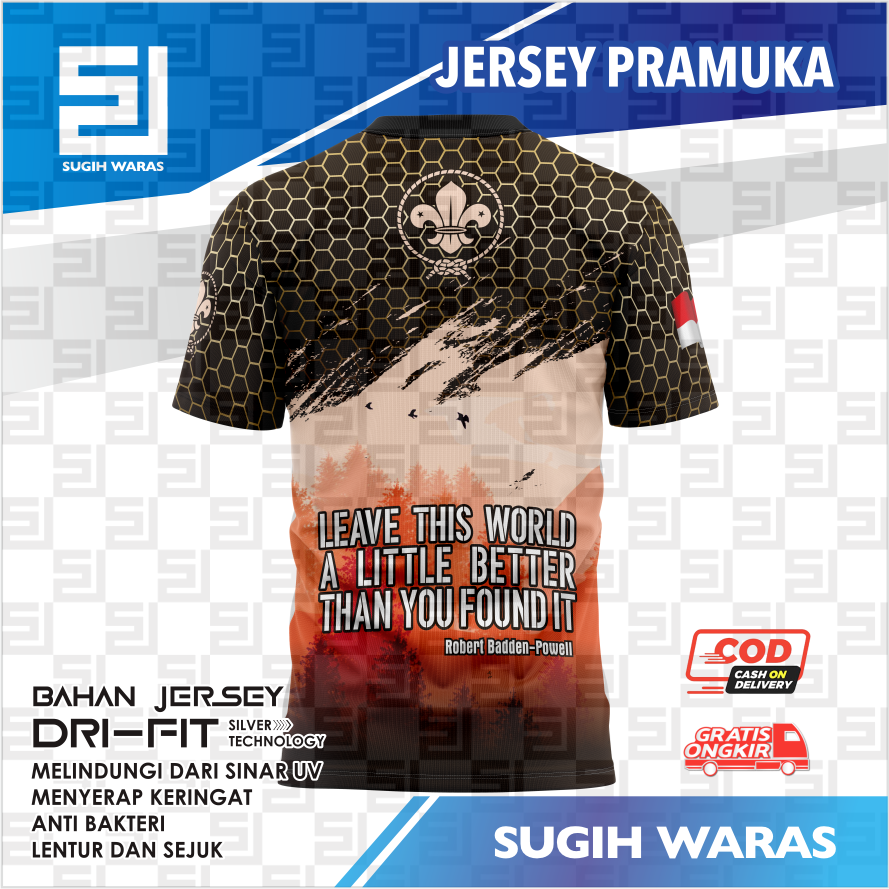 JERSEY PRAMUKA
SUGIH WARAS
LEAVE THIS WORLD
A LITTLE BETTER
THAN YOU FOUND IT
Robert Badden-Powell
COD
CASH ON
DELIVERY
GRATIS
ONGKIR
BAHAN JERSEY
DRI-FIT SILVER
TECHNOLOGY
MELINDUNGI DARI SINAR UV
MENYERAP KERINGAT
ANTI BAKTERI
LENTUR DAN SEJUK
SUGIH WARAS